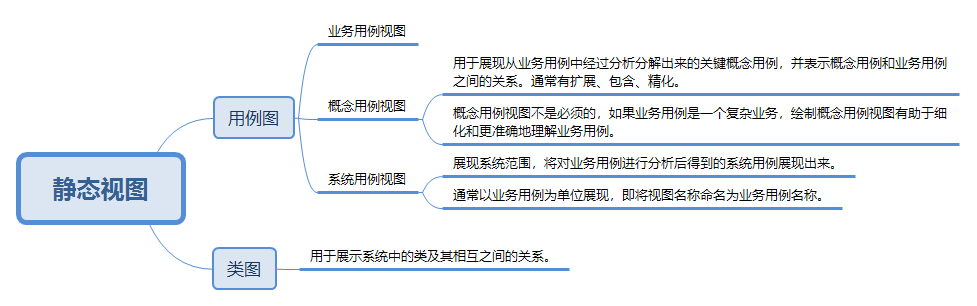 静态视图
用例图
业务用例视图
概念用例视图
用于展现从业务用例中经过分析分解出来的关键概念用例，并表示概念用例和业务用例
之间的关系。通常有扩展、包含、精化。
概念用例视图不是必须的，如果业务用例是一个复杂业务，绘制概念用例视图有助于细
化和更准确地理解业务用例。
系统用例视图
展现系统范围，将对业务用例进行分析后得到的系统用例展现出来。
通常以业务用例为单位展现，即将视图名称命名为业务用例名称。
类图
用于展示系统中的类及其相互之间的关系。